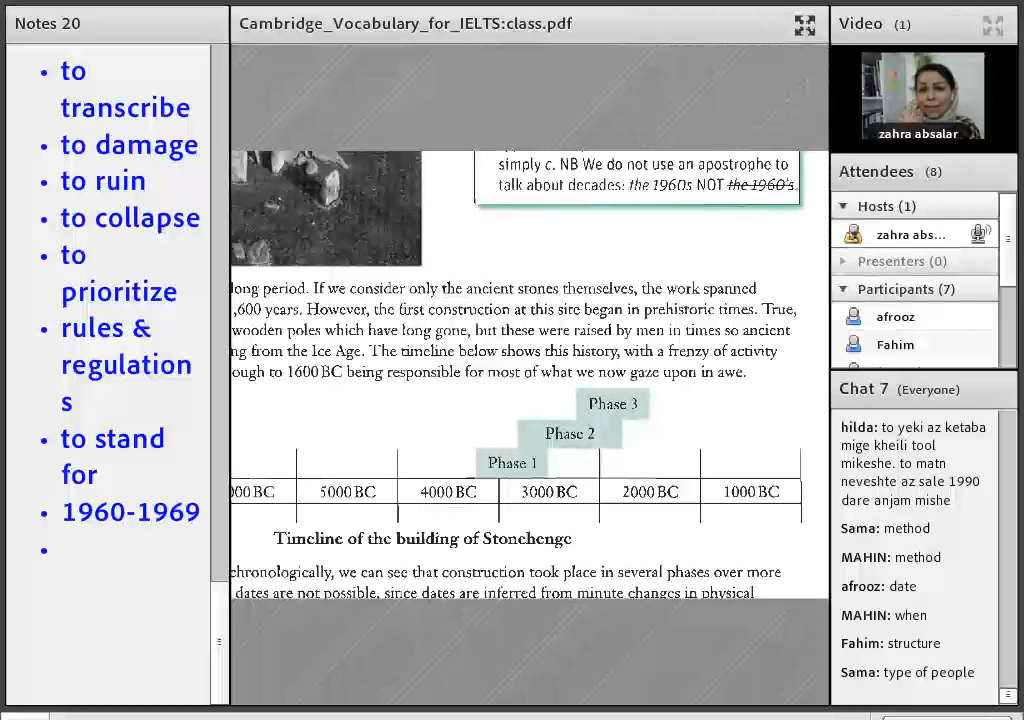 Notes 20
• to
transcribe
• to damage
• to ruin
• to collapse
• to
prioritize
• rules &
regulation
s
• to stand
for
• 1960-1969
•
Cambridge_Vocabulary_for_IELTS:class.pdf
simply c. NB We do not use an apostrophe to
talk about decades: the 1960s NOT the 1960's.
long period. If we consider only the ancient stones themselves, the work spanned
,600 years. However, the first construction at this site began in prehistoric times. True,
wooden poles which have long gone, but these were raised by men in times so ancient
ng from the Ice Age. The timeline below shows this history, with a frenzy of activity
ough to 1600 BC being responsible for most of what we now gaze upon in awe.
Phase 3
Phase 2
Phase 1
000 BC 5000 BC 4000 BC 3000 BC 2000 BC 1000 BC
Timeline of the building of Stonehenge
chronologically, we can see that construction took place in several phases over more
dates are not possible, since dates are inferred from minute changes in physical
Video (1)
zahra absalar
Attendees (8)
Hosts (1)
zahra abs...
Presenters (0)
Participants (7)
afrooz
Fahim
Chat 7 (Everyone)
hilda: to yeki az ketaba
mige kheili tool
mikeshe. to matn
neveshte az sale 1990
dare anjam mishe
Sama: method
MAHIN: method
afrooz: date
MAHIN: when
Fahim: structure
Sama: type of people